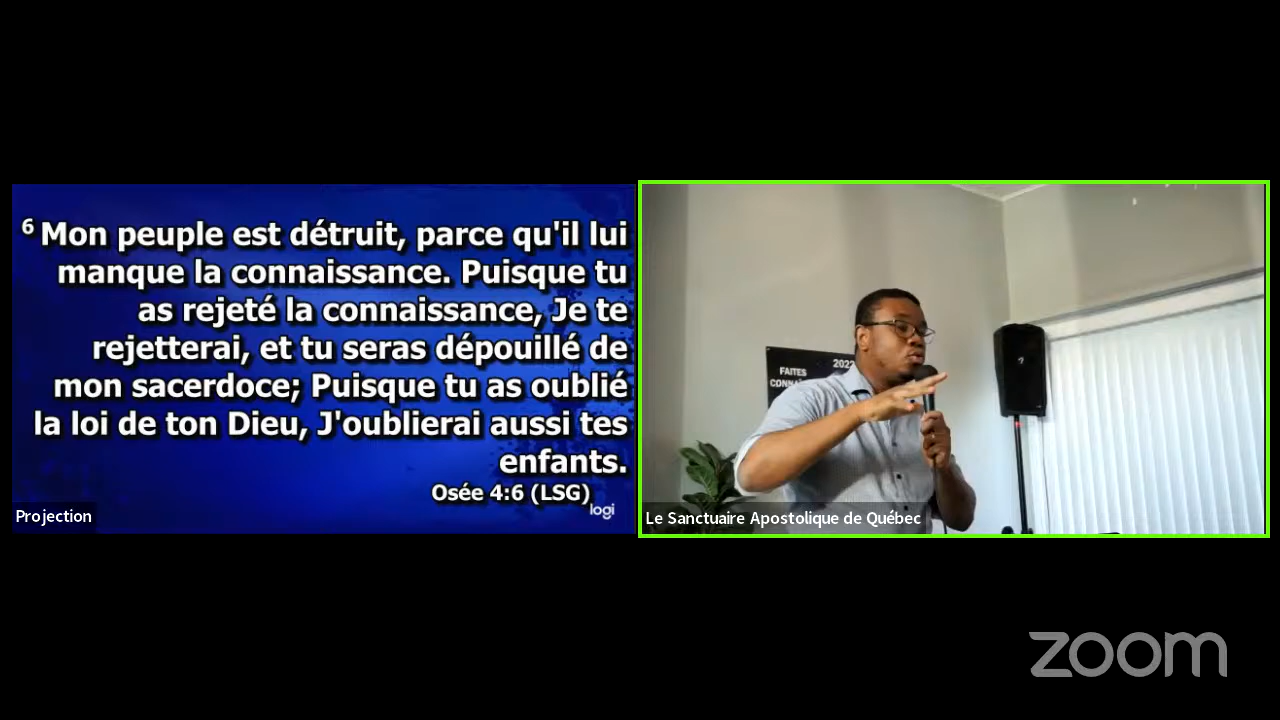 6 Mon peuple est détruit, parce qu'il lui
manque la connaissance. Puisque tu
as rejeté la connaissance, Je te
rejetterai, et tu seras dépouillé de
mon sacerdoce; Puisque tu as oublié
la loi de ton Dieu, J'oublierai aussi tes
enfants.
Osée 4:6 (LSG)
logi
Projection
2022
FAITES
Le Sanctuaire Apostolique de Québec
zoom